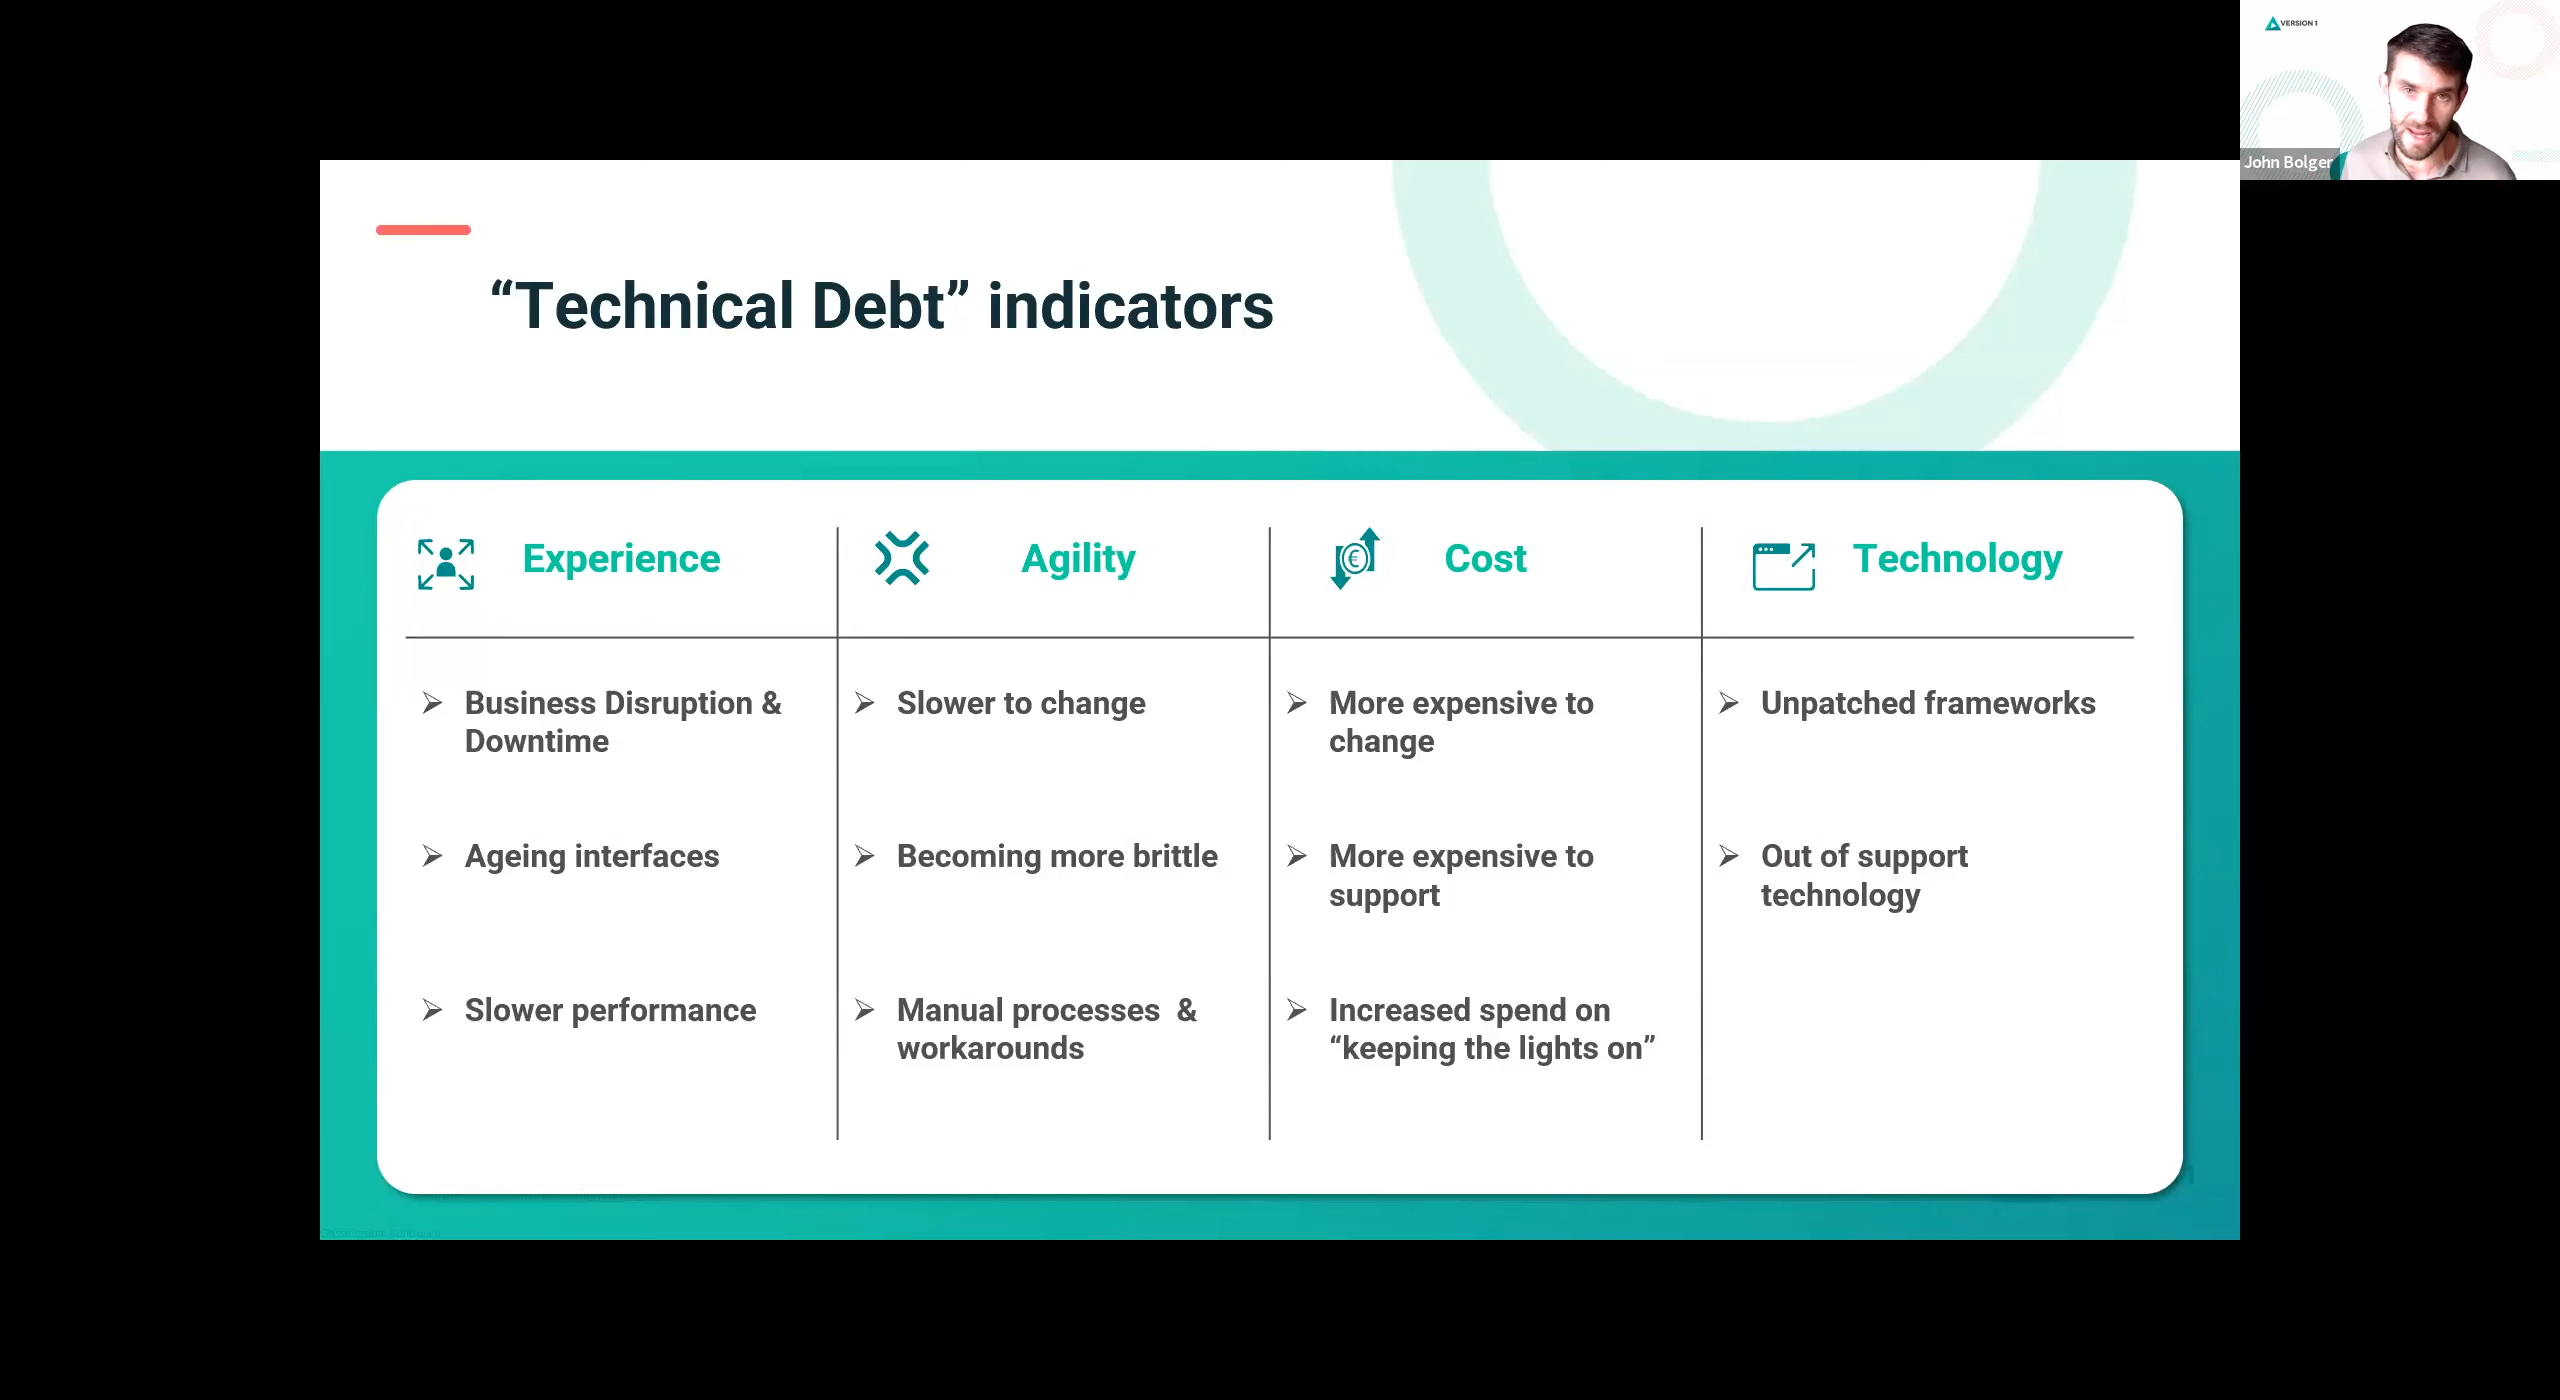 VERSION 1
John Bolger
“Technical Debt” indicators
Experience
Agility
Cost
Technology
Business Disruption &
Downtime
Ageing interfaces
Slower performance
Slower to change
Becoming more brittle
Manual processes &
workarounds
More expensive to
change
More expensive to
support
Increased spend on
“keeping the lights on”
Unpatched frameworks
Out of support
technology